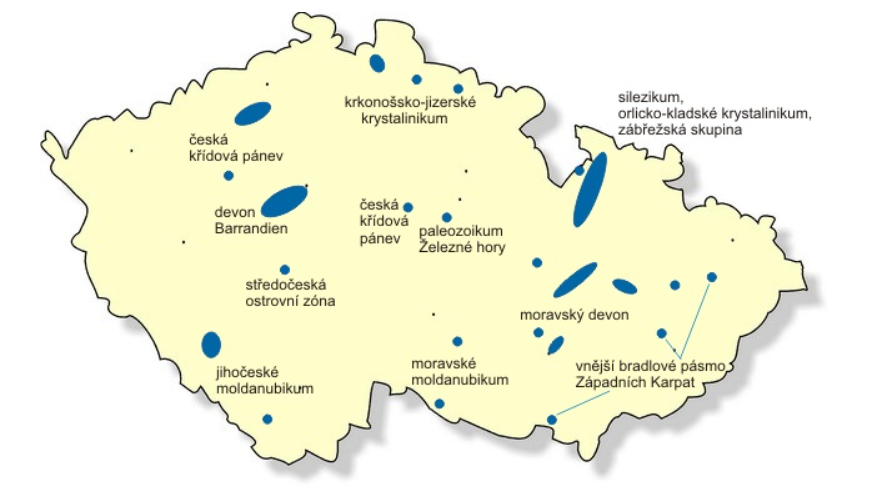 silezikum,
orlicko-kladské krystalinikum,
zábřežská skupina
krkonošsko-jizerské
krystalinikum
česká
křídová pánev
devon
Barrandien
česká
křídová
pánev
paleozoikum
Železné hory
středočeská
ostrovní zóna
moravský devon
jihočeské
moldanubikum
moravské
moldanubikum
vnější bradlové pásmo
Západních Karpat